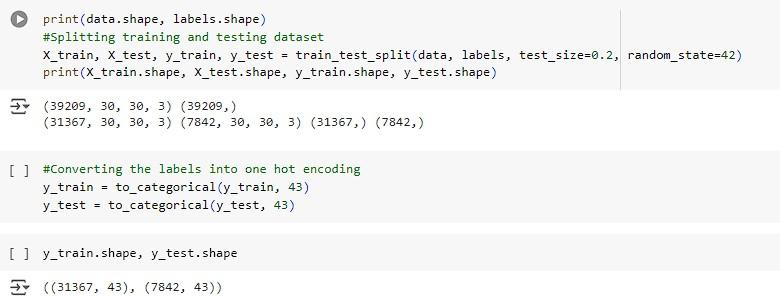 print(data.shape, labels.shape)
#Splitting training and testing dataset
X_train, X_test, y_train, y_test = train_test_split(data, labels, test_size=0.2, random_state=42)
print(X_train.shape, X_test.shape, y_train.shape, y_test.shape)
(39209, 30, 30, 3) (39209,)
(31367, 30, 30, 3) (7842, 30, 30, 3) (31367,) (7842,)
[ ] #Converting the labels into one hot encoding
y_train = to_categorical(y_train, 43)
y_test = to_categorical(y_test, 43)
[ ] y_train.shape, y_test.shape
((31367, 43), (7842, 43))